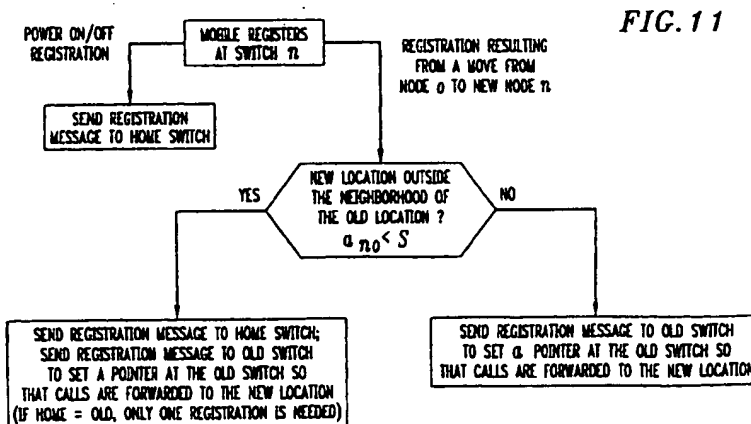 FIG. 11
POWER ON/OFF
REGISTRATION
MOBILE REGISTERS
AT SWITCH n
REGISTRATION RESULTING
FROM A MOVE FROM
NODE o TO NEW NODE n
SEND REGISTRATION
MESSAGE TO HOME SWITCH
YES
NEW LOCATION OUTSIDE
THE NEIGHBORHOOD OF
THE OLD LOCATION ?
a no < S
NO
SEND REGISTRATION MESSAGE TO HOME SWITCH;
SEND REGISTRATION MESSAGE TO OLD SWITCH
TO SET A POINTER AT THE OLD SWITCH SO
THAT CALLS ARE FORWARDED TO THE NEW LOCATION
(IF HOME = OLD, ONLY ONE REGISTRATION IS NEEDED)
SEND REGISTRATION MESSAGE TO OLD SWITCH
TO SET a POINTER AT THE OLD SWITCH SO
THAT CALLS ARE FORWARDED TO THE NEW LOCATION